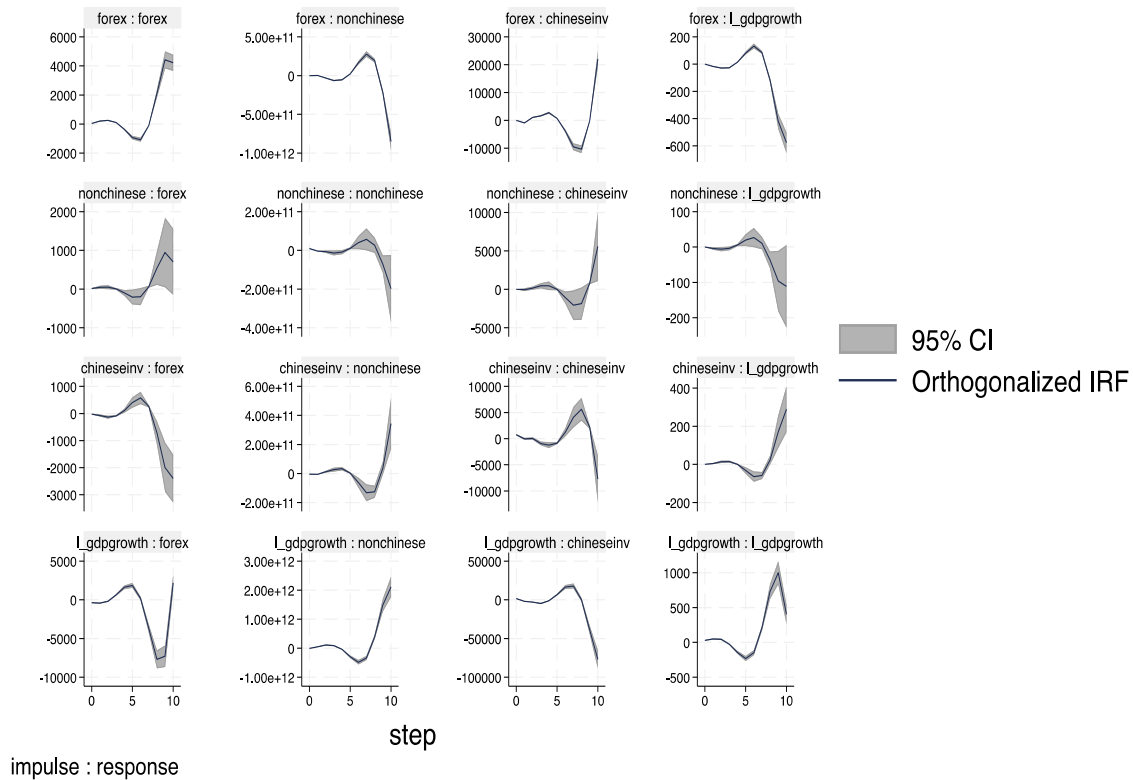 forex : forex
forex : nonchinese
forex : chineseinv
forex : l_gdpgrowth
6000
4000
2000
0
-2000
5.00e+11
0
-5.00e+11
-1.00e+12
30000
20000
10000
0
-10000
200
0
-200
-400
-600
nonchinese : forex
nonchinese : nonchinese
nonchinese : chineseinv
nonchinese : l_gdpgrowth
2000
1000
0
-1000
2.00e+11
0
-2.00e+11
-4.00e+11
10000
5000
0
-5000
100
0
-100
-200
chineseinv : forex
chineseinv : nonchinese
chineseinv : chineseinv
chineseinv : l_gdpgrowth
1000
0
-1000
-2000
-3000
6.00e+11
4.00e+11
2.00e+11
0
-2.00e+11
10000
5000
0
-5000
-10000
400
200
0
-200
l_gdpgrowth : forex
l_gdpgrowth : nonchinese
l_gdpgrowth : chineseinv
l_gdpgrowth : l_gdpgrowth
5000
0
-5000
-10000
3.00e+12
2.00e+12
1.00e+12
0
-1.00e+12
50000
0
-50000
-100000
1000
500
0
-500
0 5 10
0 5 10
0 5 10
0 5 10
95% CI
Orthogonalized IRF
step
impulse : response